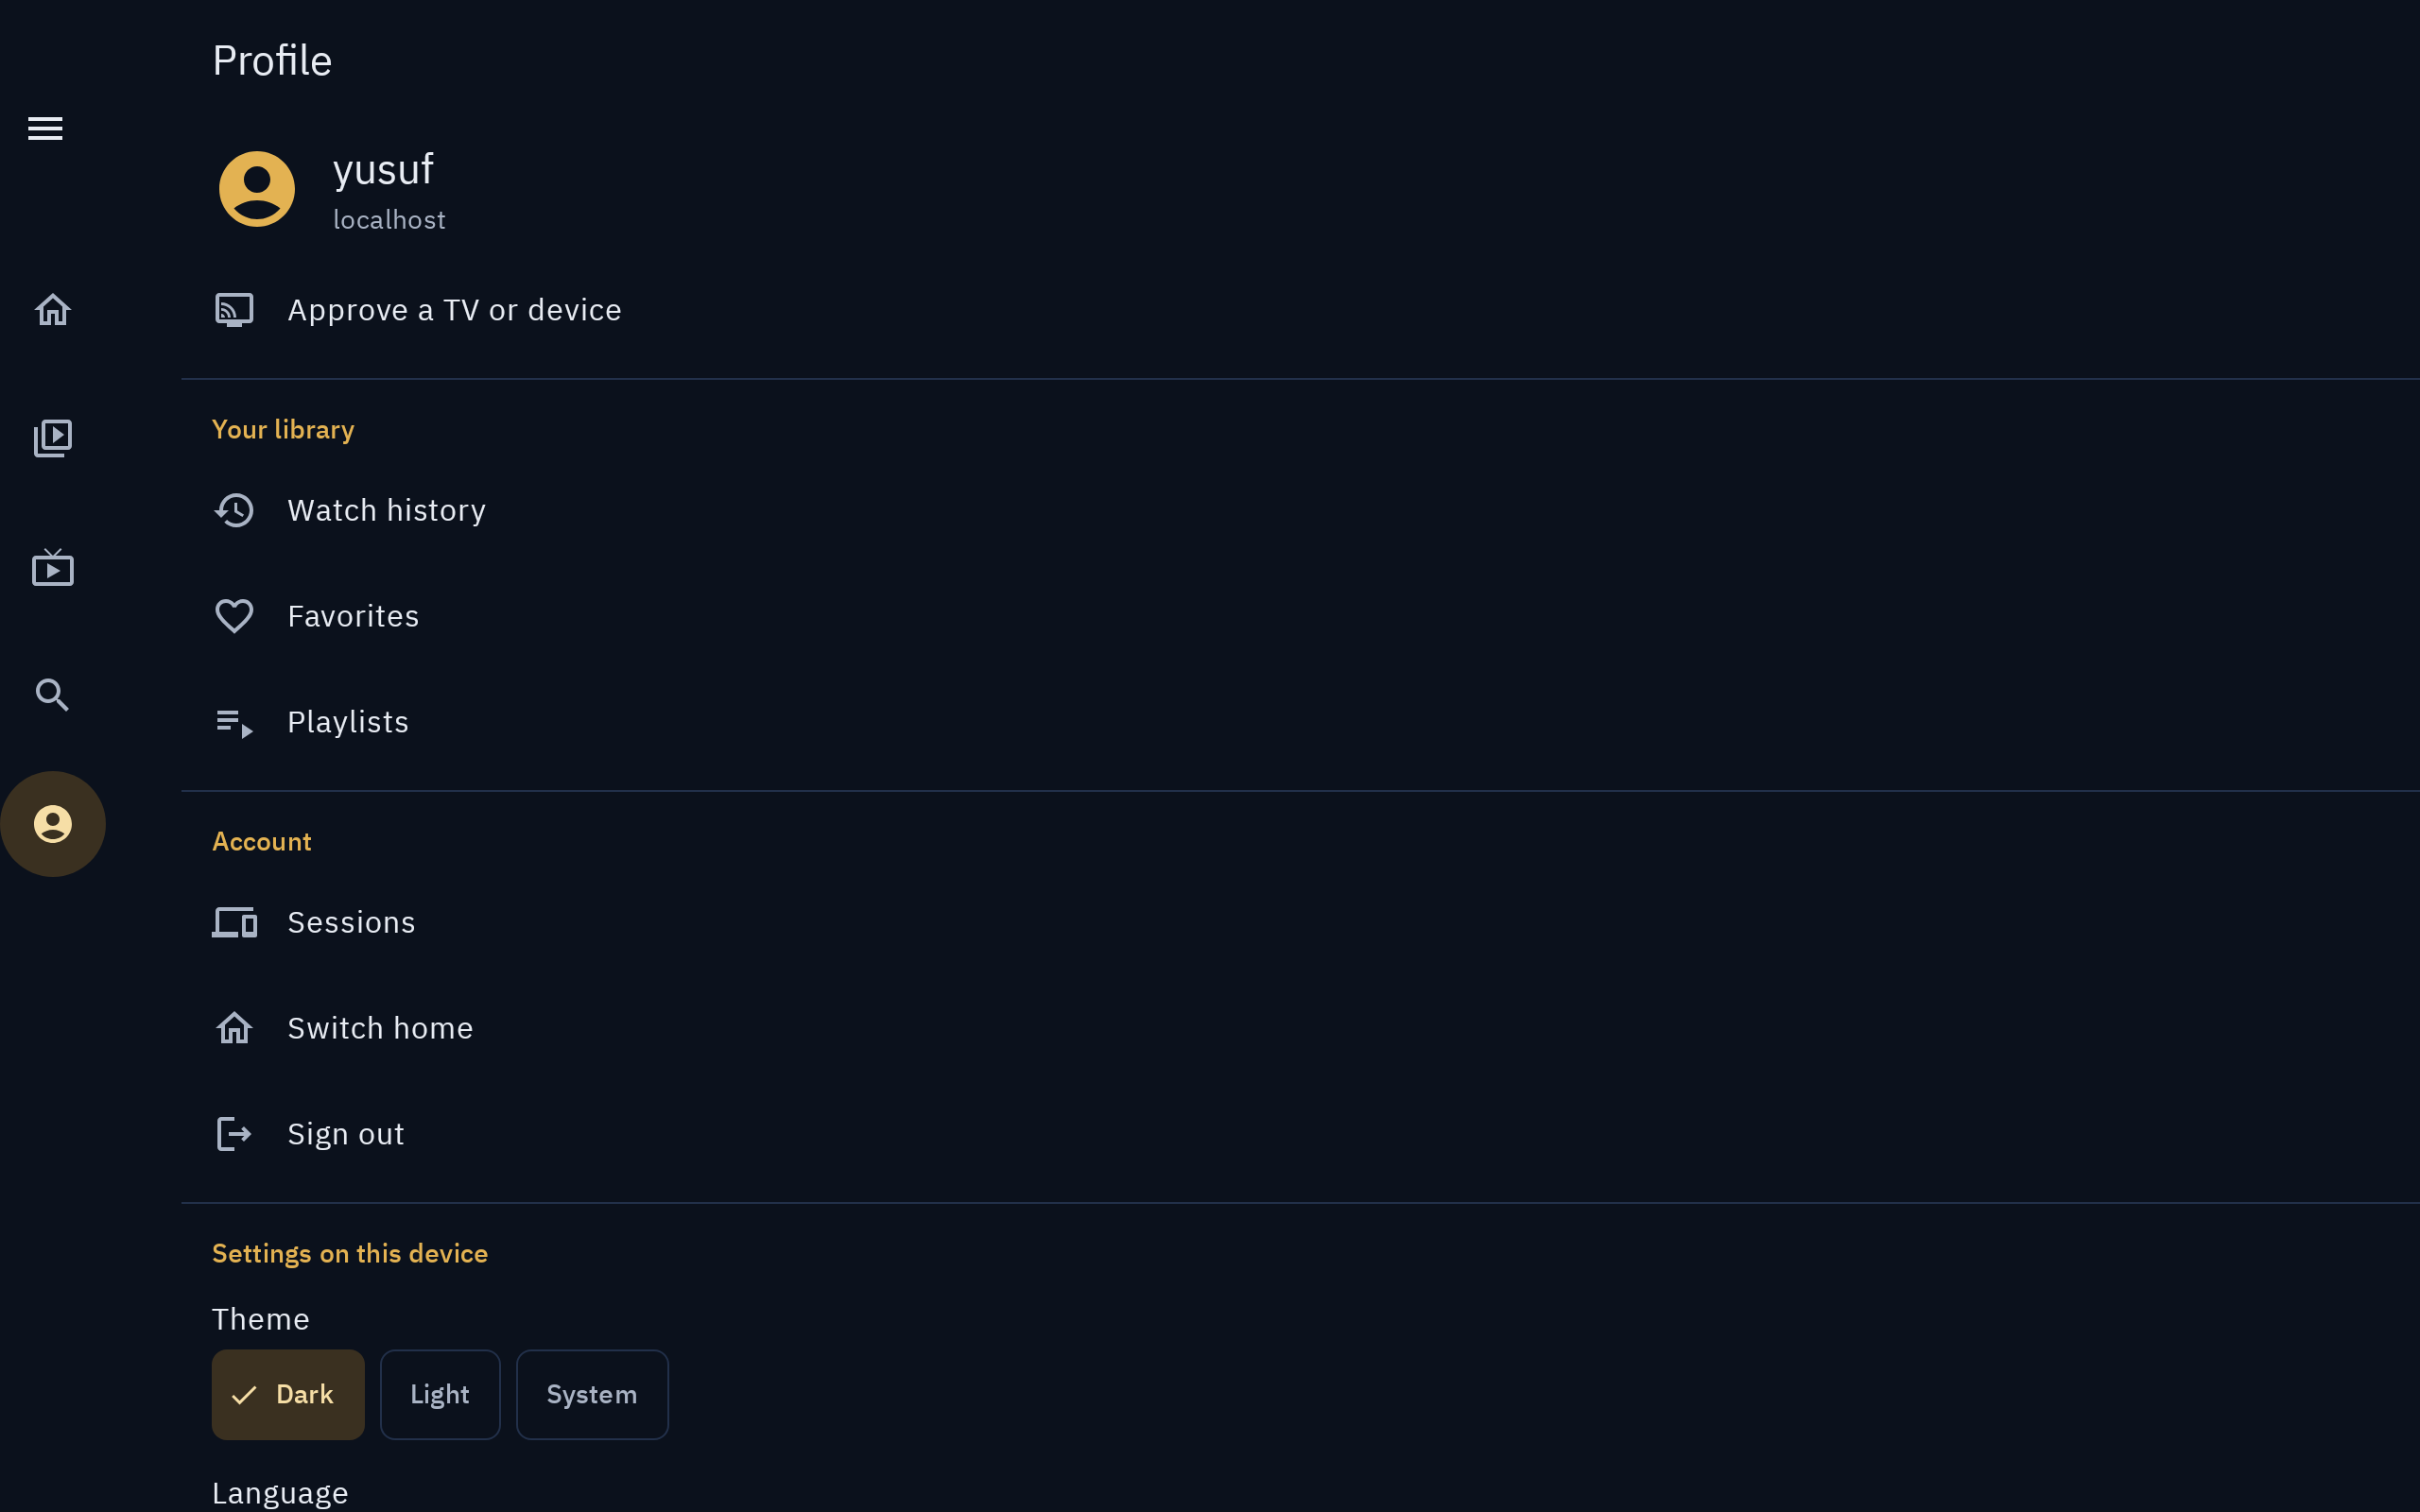 Profile
yusuf
localhost
Approve a TV or device
Your library
Watch history
Favorites
Playlists
Account
Sessions
Switch home
Sign out
Settings on this device
Theme
Dark Light System
Language